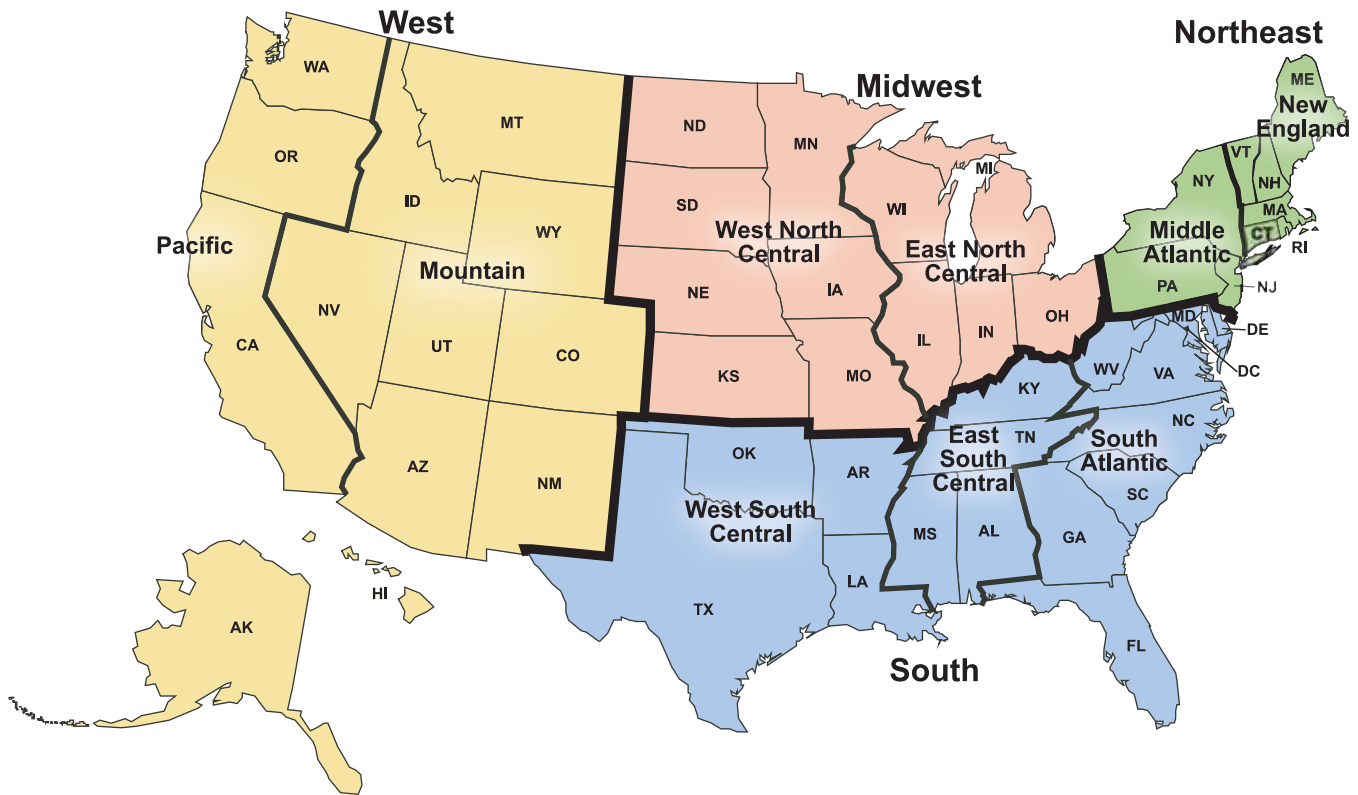 West
Northeast
Midwest
ME
New
England
WA
MT
ND
MN
VT
OR
MI
NY
NH
ID
SD
WI
MA
WY
West North
Central
East North
Central
Middle
Atlantic
CT
RI
Pacific
Mountain
NE
IA
PA
NJ
NV
OH
MD
DE
CA
UT
CO
IL
IN
KS
MO
KY
WV
VA
DC
NC
TN
East
South
Central
South
Atlantic
AZ
NM
OK
AR
SC
West South
Central
MS
AL
GA
LA
TX
HI
AK
FL
South